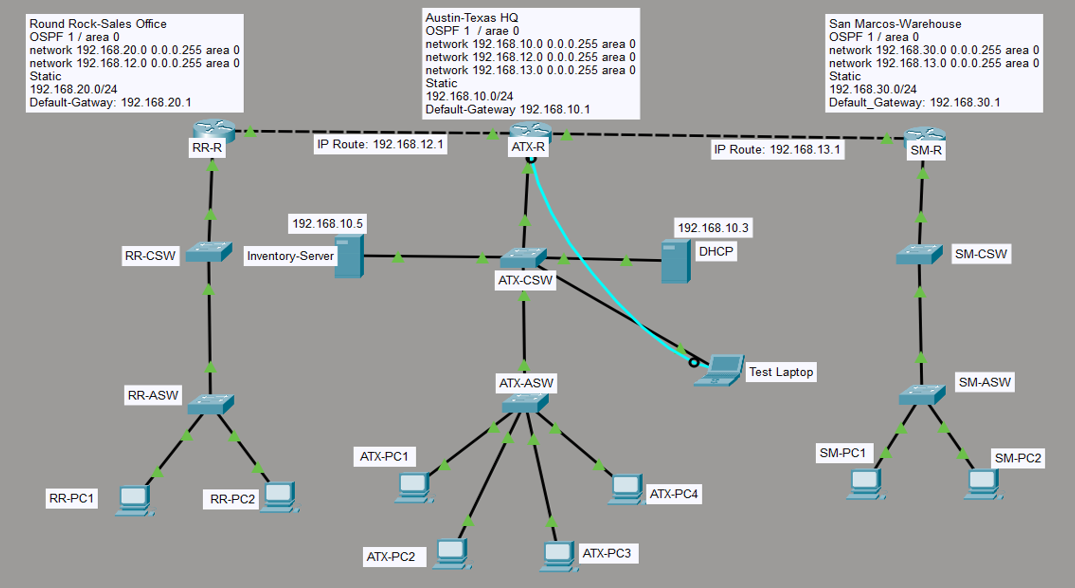 Round Rock-Sales Office
OSPF 1 / area 0
network 192.168.20.0 0.0.0.255 area 0
network 192.168.12.0 0.0.0.255 area 0
Static
192.168.20.0/24
Default-Gatway: 192.168.20.1
Austin-Texas HQ
OSPF 1  / arae 0
network 192.168.10.0 0.0.0.255 area 0
network 192.168.12.0 0.0.0.255 area 0
network 192.168.13.0 0.0.0.255 area 0
Static
192.168.10.0/24
Default-Gateway 192.168.10.1
San Marcos-Warehouse
OSPF 1 / area 0
network 192.168.30.0 0.0.0.255 area 0
network 192.168.13.0 0.0.0.255 area 0
Static
192.168.30.0/24
Default_Gateway: 192.168.30.1
RR-R
IP Route: 192.168.12.1
ATX-R
IP Route: 192.168.13.1
SM-R
192.168.10.5
192.168.10.3
RR-CSW
Inventory-Server
DHCP
SM-CSW
ATX-CSW
Test Laptop
RR-ASW
ATX-ASW
SM-ASW
ATX-PC1
SM-PC1
SM-PC2
RR-PC1
RR-PC2
ATX-PC4
ATX-PC2
ATX-PC3